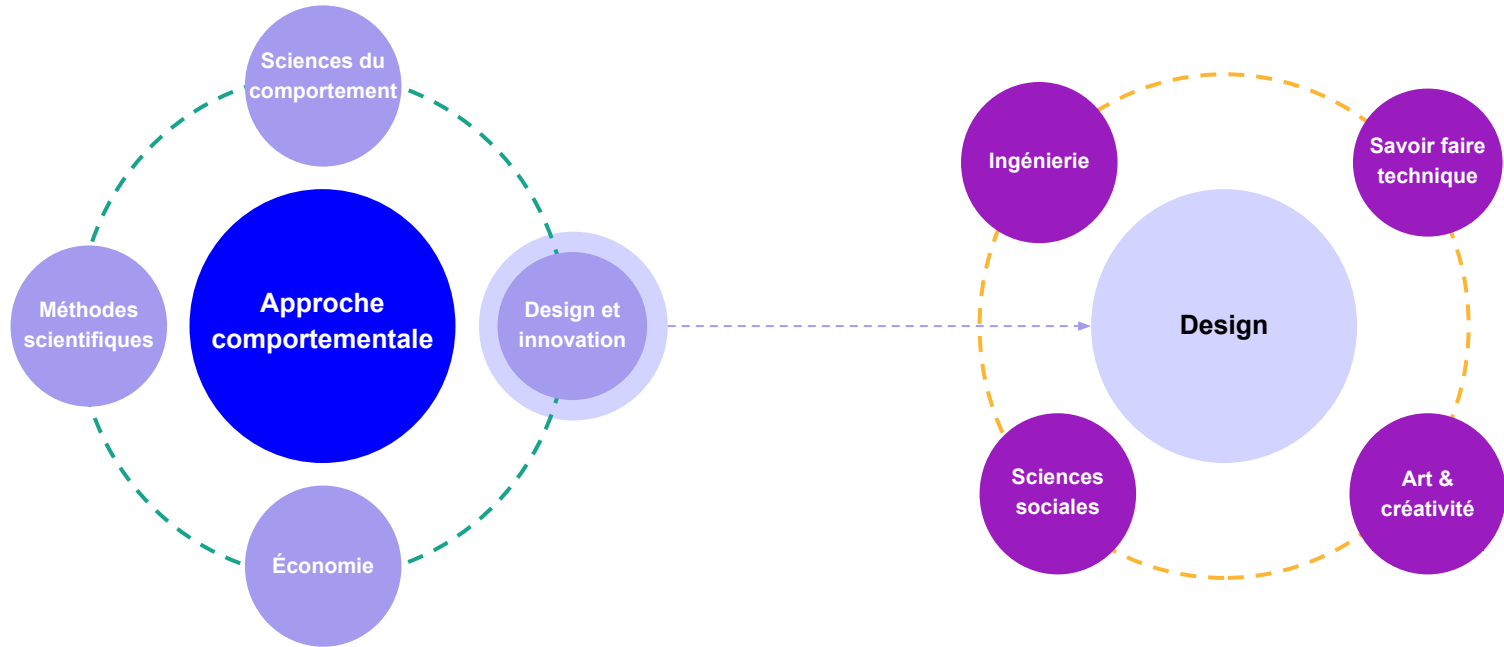 Sciences du
comportement
Méthodes
scientifiques
Approche
comportementale
Design et
innovation
Économie
Ingénierie
Savoir faire
technique
Design
Sciences
sociales
Art &
créativité